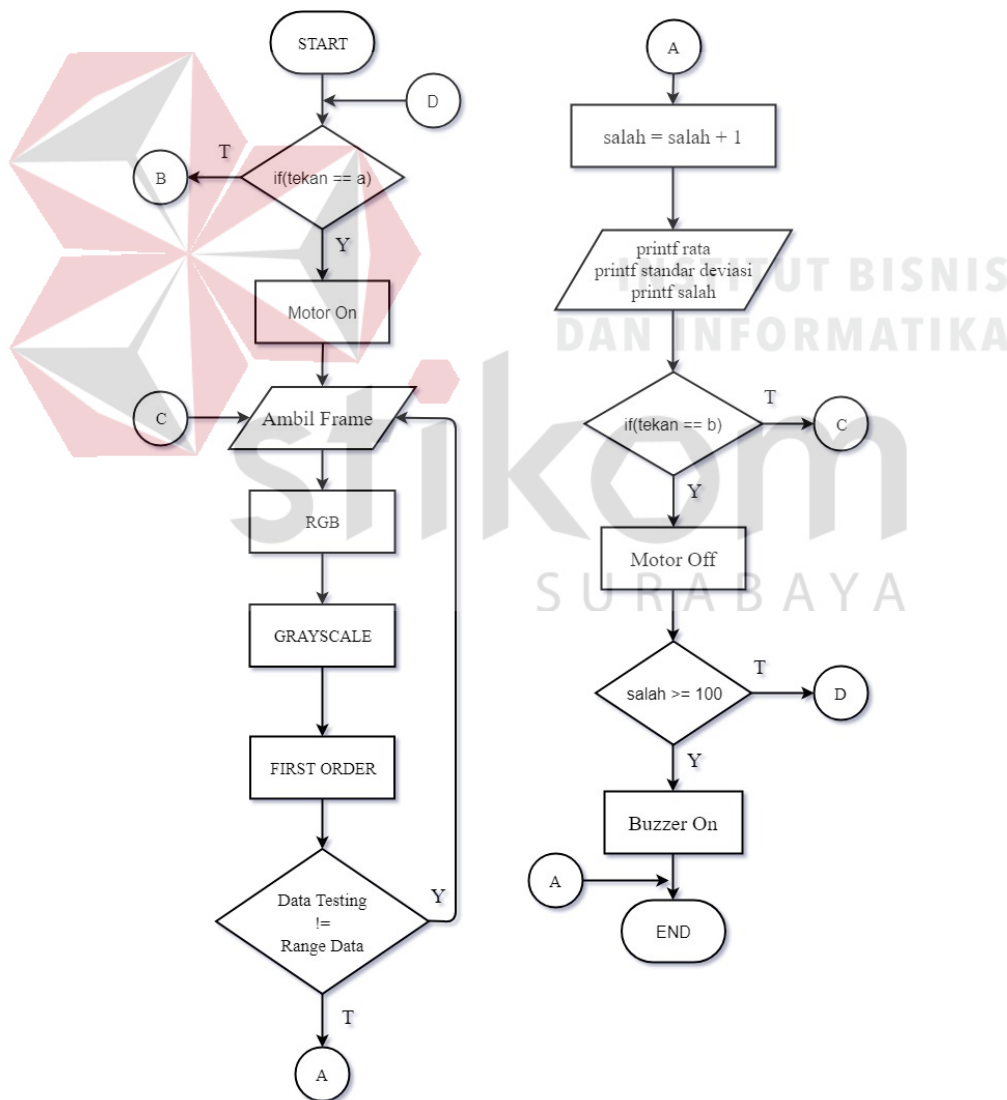 START
D
T
B
if(tekan == a)
Y
Motor On
C
Ambil Frame
RGB
GRAYSCALE
FIRST ORDER
Data Testing
!=
Range Data
Y
T
A
A
salah = salah + 1
printf rata
printf standar deviasi
printf salah
if(tekan == b)
T
C
Y
Motor Off
salah >= 100
T
D
Y
Buzzer On
A
END
INSTITUT BISNIS
DAN INFORMATIKA
stikom
SURABAYA